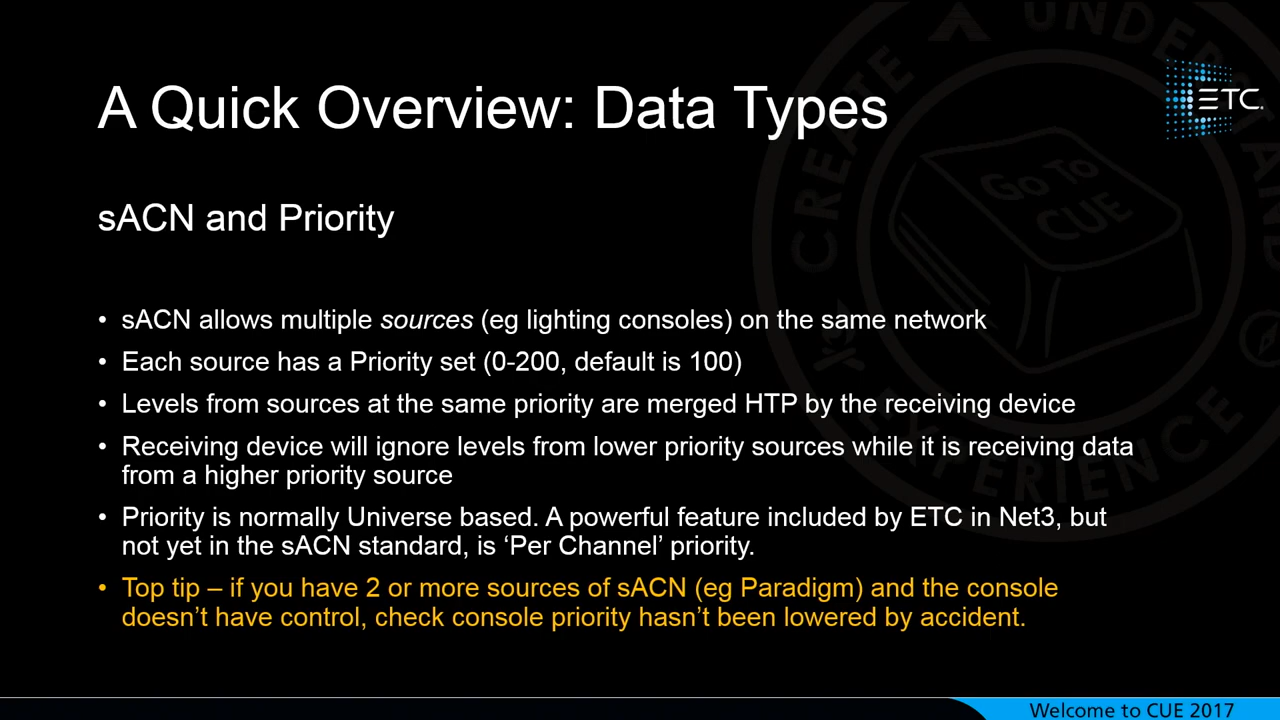 A Quick Overview: Data Types
ETC.
sACN and Priority
• sACN allows multiple sources (eg lighting consoles) on the same network
• Each source has a Priority set (0-200, default is 100)
• Levels from sources at the same priority are merged HTP by the receiving device
• Receiving device will ignore levels from lower priority sources while it is receiving data
from a higher priority source
• Priority is normally Universe based. A powerful feature included by ETC in Net3, but
not yet in the sACN standard, is ‘Per Channel’ priority.
• Top tip – if you have 2 or more sources of sACN (eg Paradigm) and the console
doesn’t have control, check console priority hasn’t been lowered by accident.
CREATE
UNDERSTAND
EXPERIENCE
GO TO
CUE
Welcome to CUE 2017